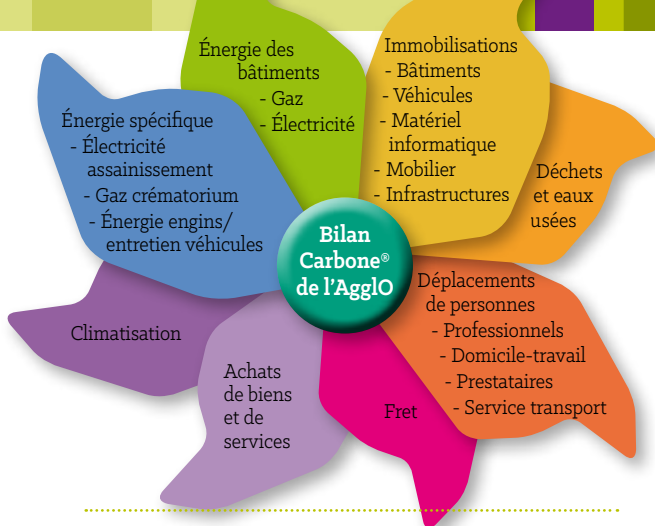 Énergie des
bâtiments
- Gaz
- Électricité
Immobilisations
- Bâtiments
- Véhicules
- Matériel
informatique
- Mobilier
- Infrastructures
Déchets
et eaux
usées
Énergie spécifique
- Électricité
assainissement
- Gaz crématorium
- Énergie engins/
entretien véhicules
Bilan
Carbone®
de l'AgglO
Déplacements
de personnes
- Professionnels
- Domicile-travail
- Prestataires
- Service transport
Climatisation
Achats
de biens
et de
services
Fret